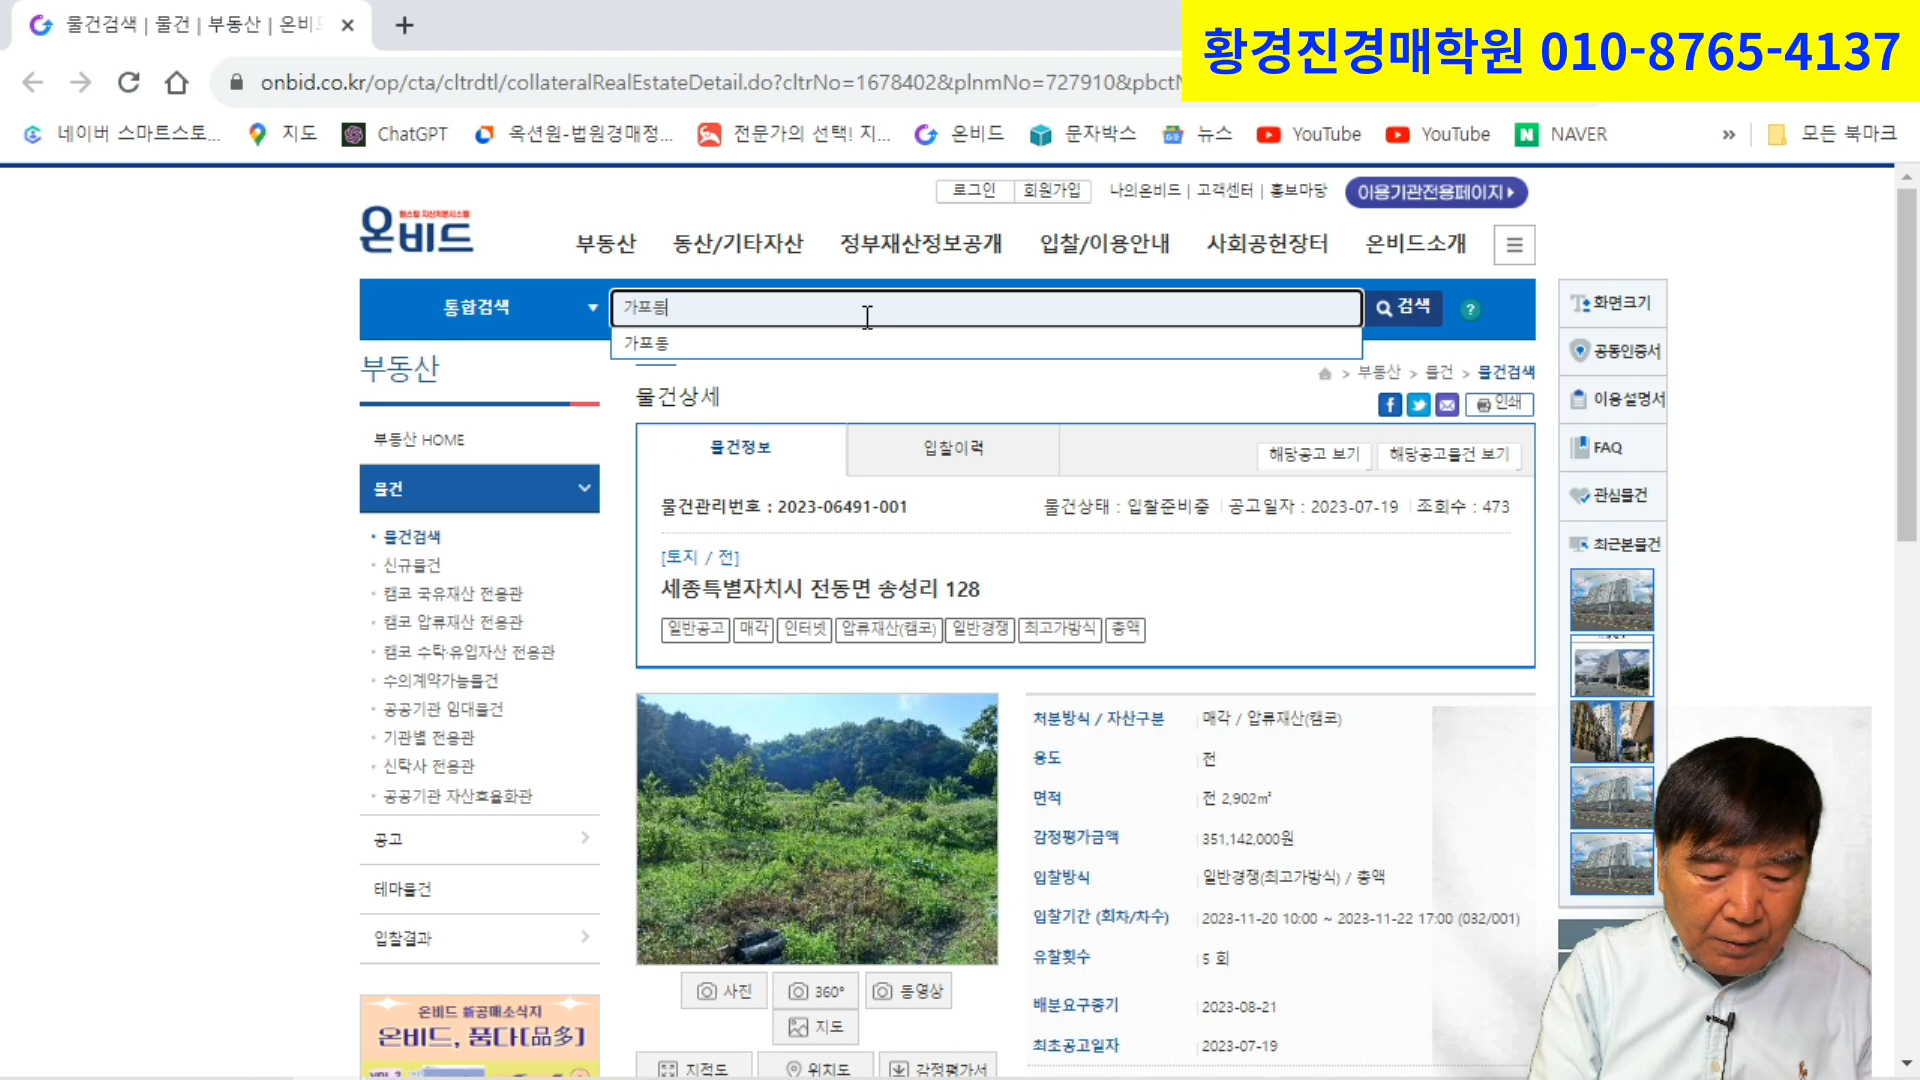 물건검색 | 물건 | 부동산 | 온비
황경진경매학원 010-8765-4137
onbid.co.kr/op/cta/cltrdtl/collateralRealEstateDetail.do?cltrNo=1678402&plnmNo=727910&pbctN
네이버 스마트스토... 지도 ChatGPT 옥션원-법원경매정... 전문가의 선택! 지... 온비드 문자박스 뉴스 YouTube YouTube NAVER » 모든 북마크
로그인 회원가입 나의온비드 | 고객센터 | 홍보마당 이용기관전용페이지
온비드
부동산 동산/기타자산 정부재산정보공개 입찰/이용안내 사회공헌장터 온비드소개
통합검색 가포동 검색 ?
가포동
부동산
> 부동산 > 물건 > 물건검색
물건상세
인쇄
부동산 HOME
물건
물건검색
신규물건
캠코 국유재산 전용관
캠코 압류재산 전용관
캠코 수탁·유입자산 전용관
수의계약가능물건
공공기관 임대물건
기관별 전용관
신탁사 전용관
공공기관 자산효율화관
공고
테마물건
입찰결과
온비드 新공매소식지
온비드, 품다[品多]
물건정보 입찰이력 해당공고 보기 해당공고물건 보기
물건관리번호 : 2023-06491-001 물건상태 : 입찰준비중 공고일자 : 2023-07-19 조회수 : 473
[토지 / 전]
세종특별자치시 전동면 송성리 128
일반공고 매각 인터넷 압류재산(캠코) 일반경쟁 최고가방식 총액
사진 360° 동영상
지도
지적도 위치도 감정평가서
처분방식 / 자산구분 매각 / 압류재산(캠코)
용도 전
면적 전 2,902㎡
감정평가금액 351,142,000원
입찰방식 일반경쟁(최고가방식) / 총액
입찰기간 (회차/차수) 2023-11-20 10:00 ~ 2023-11-22 17:00 (032/001)
유찰횟수 5 회
배분요구종기 2023-08-21
최초공고일자 2023-07-19
화면크기
공동인증서
이용설명서
FAQ
관심물건
최근본물건